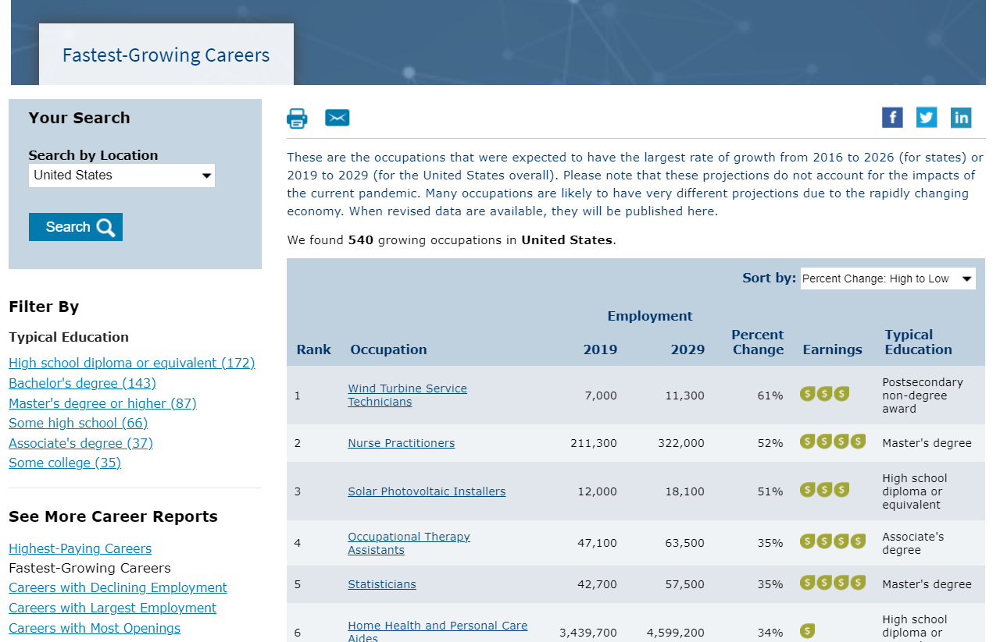 Fastest-Growing Careers
Your Search
Search by Location
United States
Search
Filter By
Typical Education
High school diploma or equivalent (172)
Bachelor's degree (143)
Master's degree or higher (87)
Some high school (66)
Associate's degree (37)
Some college (35)
See More Career Reports
Highest-Paying Careers
Fastest-Growing Careers
Careers with Declining Employment
Careers with Largest Employment
Careers with Most Openings
f
in
These are the occupations that were expected to have the largest rate of growth from 2016 to 2026 (for states) or
2019 to 2029 (for the United States overall). Please note that these projections do not account for the impacts of
the current pandemic. Many occupations are likely to have very different projections due to the rapidly changing
economy. When revised data are available, they will be published here.
We found 540 growing occupations in United States.
Sort by: Percent Change: High to Low
Employment
Rank Occupation 2019 2029 Percent Change Earnings Typical Education
1 Wind Turbine Service Technicians 7,000 11,300 61% $ $ $ Postsecondary non-degree award
2 Nurse Practitioners 211,300 322,000 52% $ $ $ $ Master's degree
3 Solar Photovoltaic Installers 12,000 18,100 51% $ $ $ High school diploma or equivalent
4 Occupational Therapy Assistants 47,100 63,500 35% $ $ $ $ Associate's degree
5 Statisticians 42,700 57,500 35% $ $ $ $ Master's degree
6 Home Health and Personal Care Aides 3,439,700 4,599,200 34% $ High school diploma or